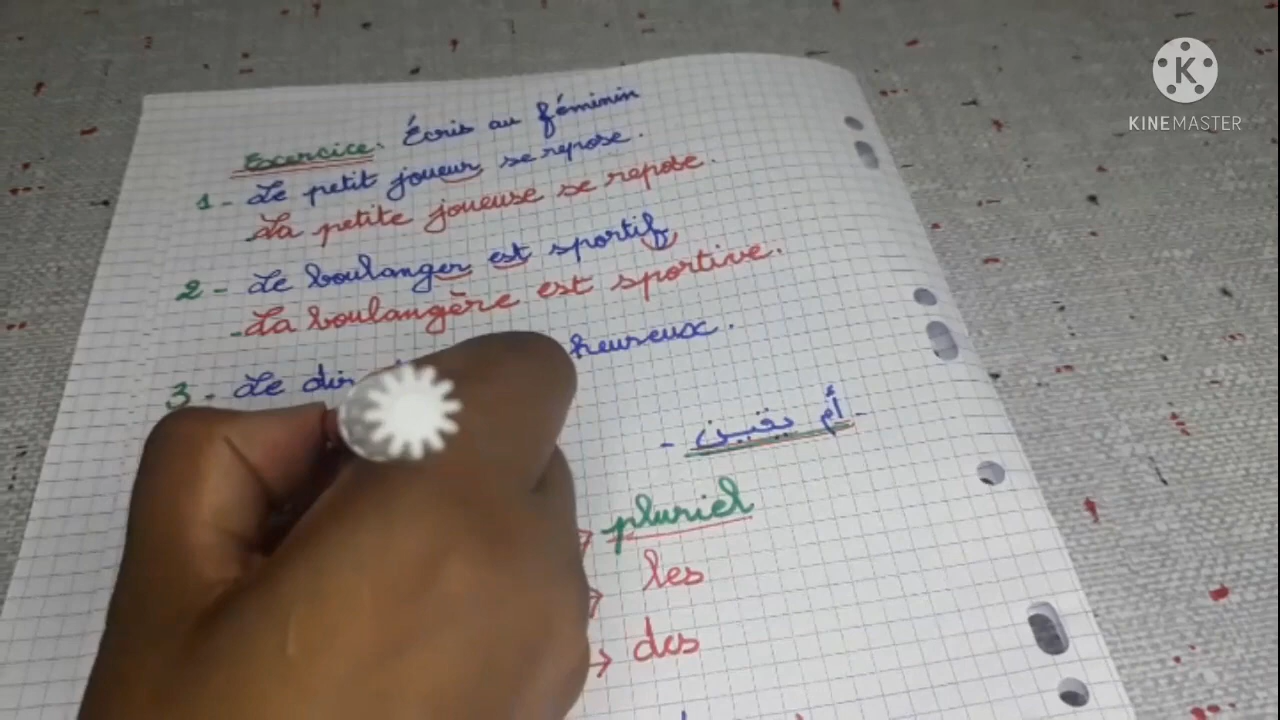 Exercice: Écris au féminin
1 - Le petit joueur se repose.
La petite joueuse se repose.
2 - Le boulanger est sportif
- La boulangère est sportive.
3 - Le heureux.
- أم يقين -
→ pluriel
→ les
→ des
KINEMASTER